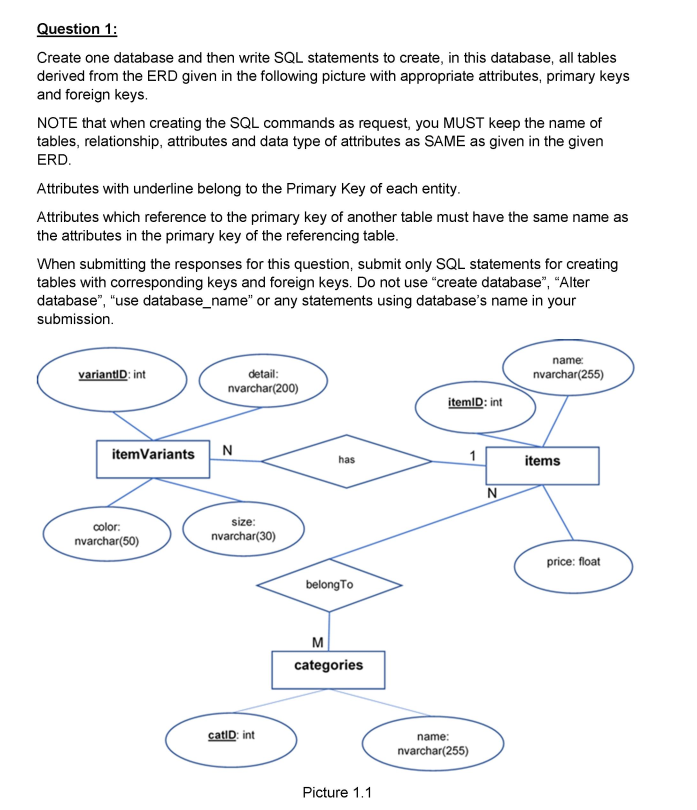 Question 1:
Create one database and then write SQL statements to create, in this database, all tables
derived from the ERD given in the following picture with appropriate attributes, primary keys
and foreign keys.
NOTE that when creating the SQL commands as request, you MUST keep the name of
tables, relationship, attributes and data type of attributes as SAME as given in the given
ERD.
Attributes with underline belong to the Primary Key of each entity.
Attributes which reference to the primary key of another table must have the same name as
the attributes in the primary key of the referencing table.
When submitting the responses for this question, submit only SQL statements for creating
tables with corresponding keys and foreign keys. Do not use “create database”, “Alter
database”, “use database_name” or any statements using database’s name in your
submission.
variantID: int
detail:
nvarchar(200)
name:
nvarchar(255)
itemID: int
itemVariants
N
has
1
items
N
color:
nvarchar(50)
size:
nvarchar(30)
price: float
belongTo
M
categories
catID: int
name:
nvarchar(255)
Picture 1.1